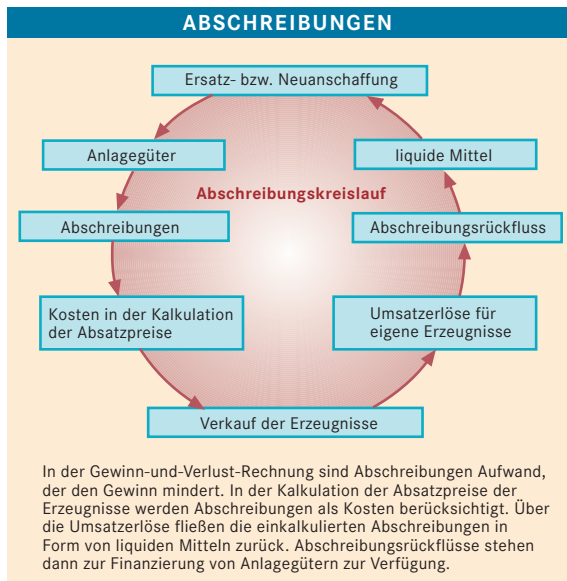 ABSCHREIBUNGEN
Ersatz- bzw. Neuanschaffung
Anlagegüter
liquide Mittel
Abschreibungskreislauf
Abschreibungen
Abschreibungsrückfluss
Kosten in der Kalkulation
der Absatzpreise
Umsatzerlöse für
eigene Erzeugnisse
Verkauf der Erzeugnisse
In der Gewinn-und-Verlust-Rechnung sind Abschreibungen Aufwand,
der den Gewinn mindert. In der Kalkulation der Absatzpreise der
Erzeugnisse werden Abschreibungen als Kosten berücksichtigt. Über
die Umsatzerlöse fließen die einkalkulierten Abschreibungen in
Form von liquiden Mitteln zurück. Abschreibungsrückflüsse stehen
dann zur Finanzierung von Anlagegütern zur Verfügung.